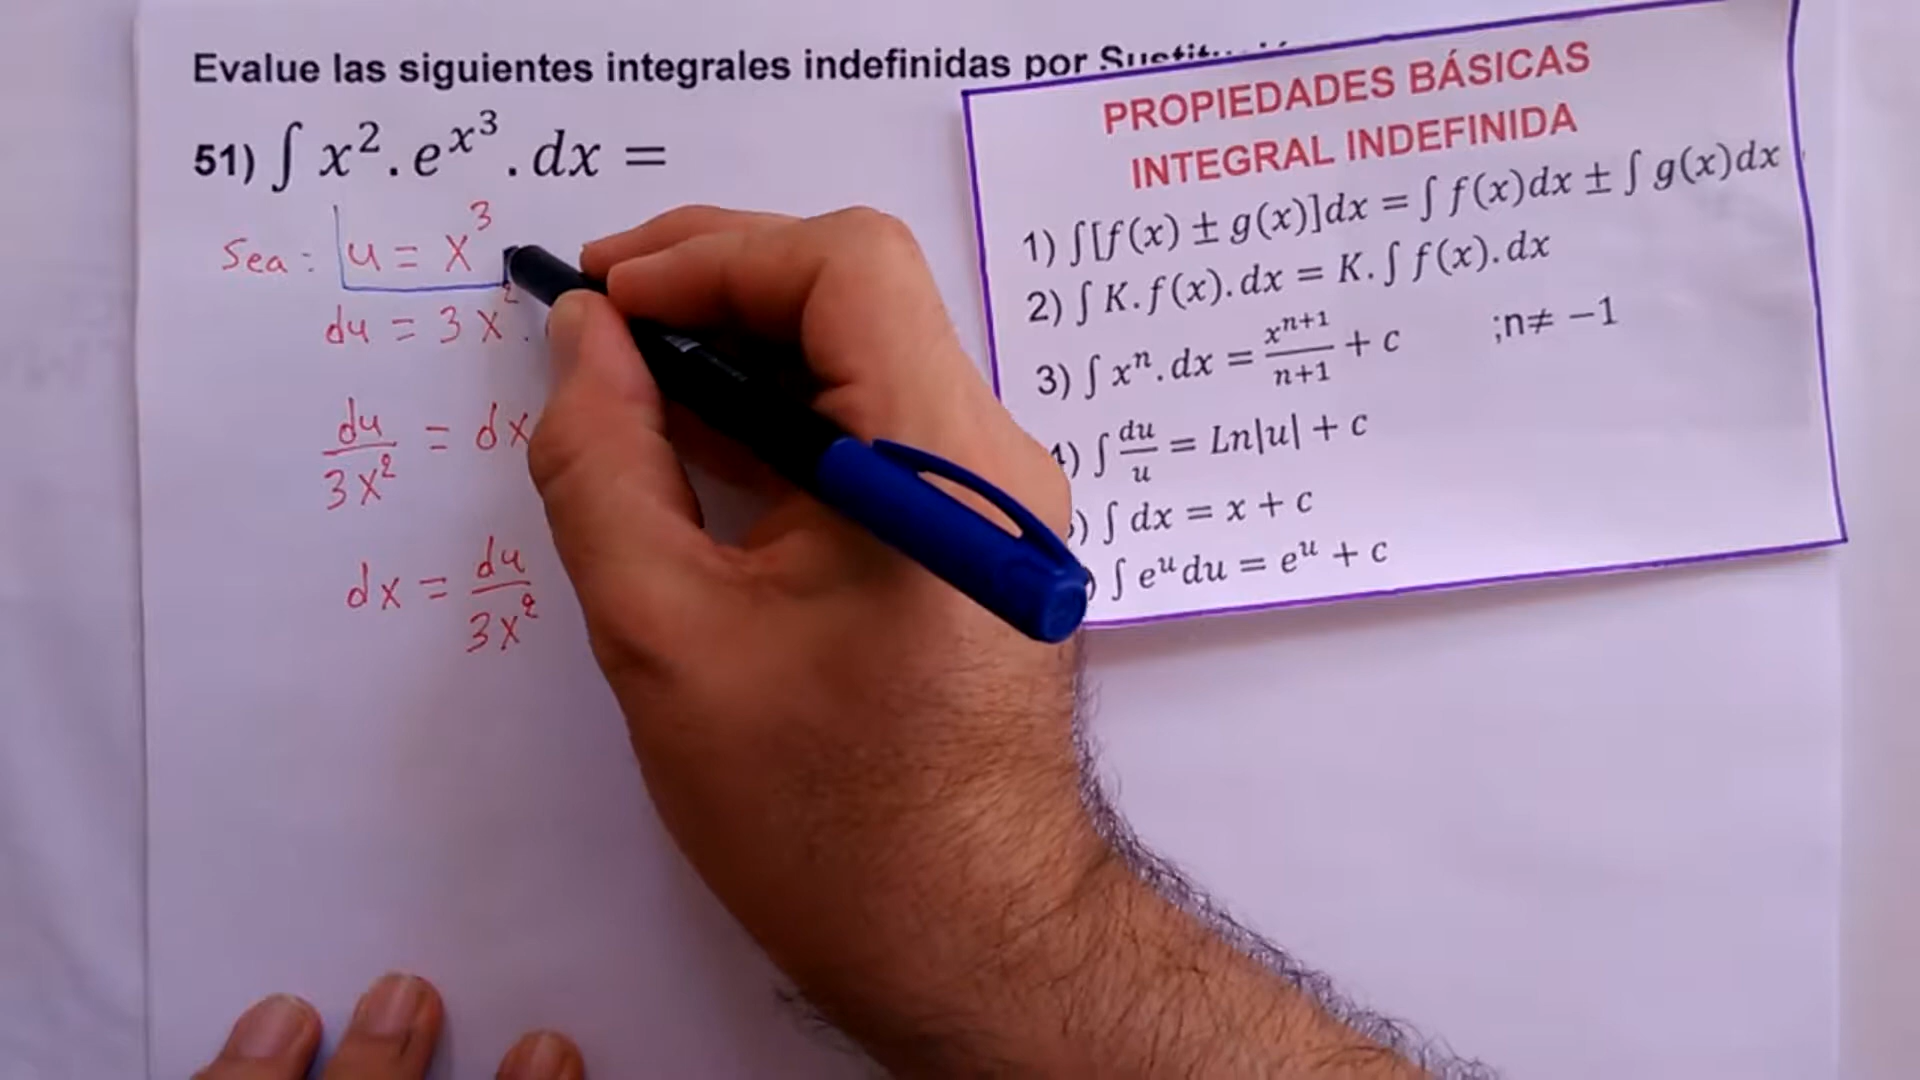 Evalue las siguientes integrales indefinidas por
51) ∫ x². e^{x³}. dx =
Sea: u = x³
du = 3x².
du/3x² = dx
dx = du/3x²
PROPIEDADES BÁSICAS
INTEGRAL INDEFINIDA
1) ∫[f(x) ± g(x)]dx = ∫ f(x)dx ± ∫ g(x)dx
2) ∫ K.f(x).dx = K.∫ f(x).dx
3) ∫ xⁿ.dx = xⁿ⁺¹/n+1 + c ;n≠ −1
) ∫ du/u = Ln|u| + c
) ∫ dx = x + c
) ∫ eᵘdu = eᵘ + c